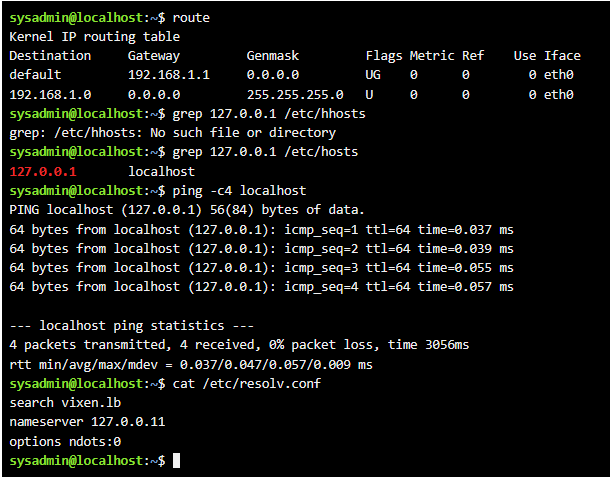 sysadmin@localhost:~$ route
Kernel IP routing table
Destination     Gateway         Genmask         Flags Metric Ref    Use Iface
default         192.168.1.1     0.0.0.0         UG    0      0        0 eth0
192.168.1.0     0.0.0.0         255.255.255.0   U     0      0        0 eth0
sysadmin@localhost:~$ grep 127.0.0.1 /etc/hhosts
grep: /etc/hhosts: No such file or directory
sysadmin@localhost:~$ grep 127.0.0.1 /etc/hosts
127.0.0.1       localhost
sysadmin@localhost:~$ ping -c4 localhost
PING localhost (127.0.0.1) 56(84) bytes of data.
64 bytes from localhost (127.0.0.1): icmp_seq=1 ttl=64 time=0.037 ms
64 bytes from localhost (127.0.0.1): icmp_seq=2 ttl=64 time=0.039 ms
64 bytes from localhost (127.0.0.1): icmp_seq=3 ttl=64 time=0.055 ms
64 bytes from localhost (127.0.0.1): icmp_seq=4 ttl=64 time=0.057 ms
--- localhost ping statistics ---
4 packets transmitted, 4 received, 0% packet loss, time 3056ms
rtt min/avg/max/mdev = 0.037/0.047/0.057/0.009 ms
sysadmin@localhost:~$ cat /etc/resolv.conf
search vixen.lb
nameserver 127.0.0.11
options ndots:0
sysadmin@localhost:~$